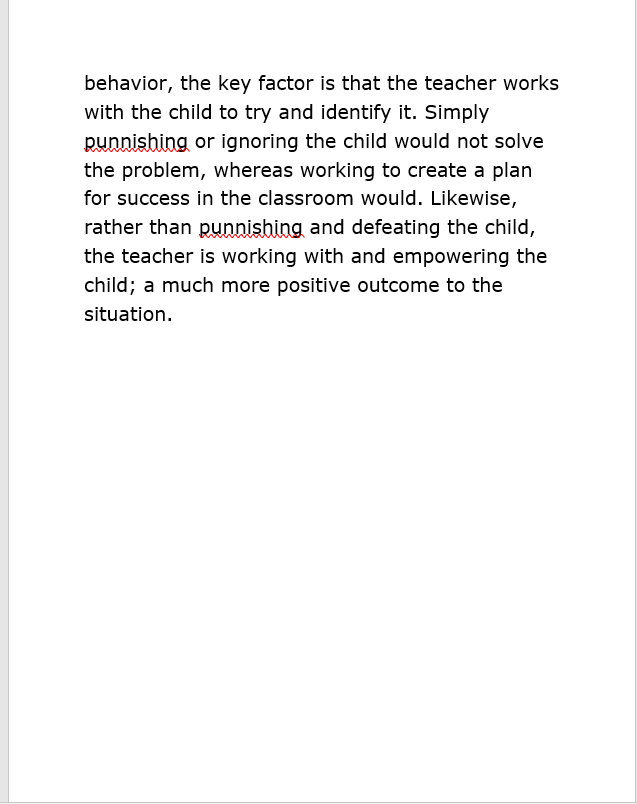 behavior, the key factor is that the teacher works
with the child to try and identify it. Simply
punnishing or ignoring the child would not solve
the problem, whereas working to create a plan
for success in the classroom would. Likewise,
rather than punnishing and defeating the child,
the teacher is working with and empowering the
child; a much more positive outcome to the
situation.